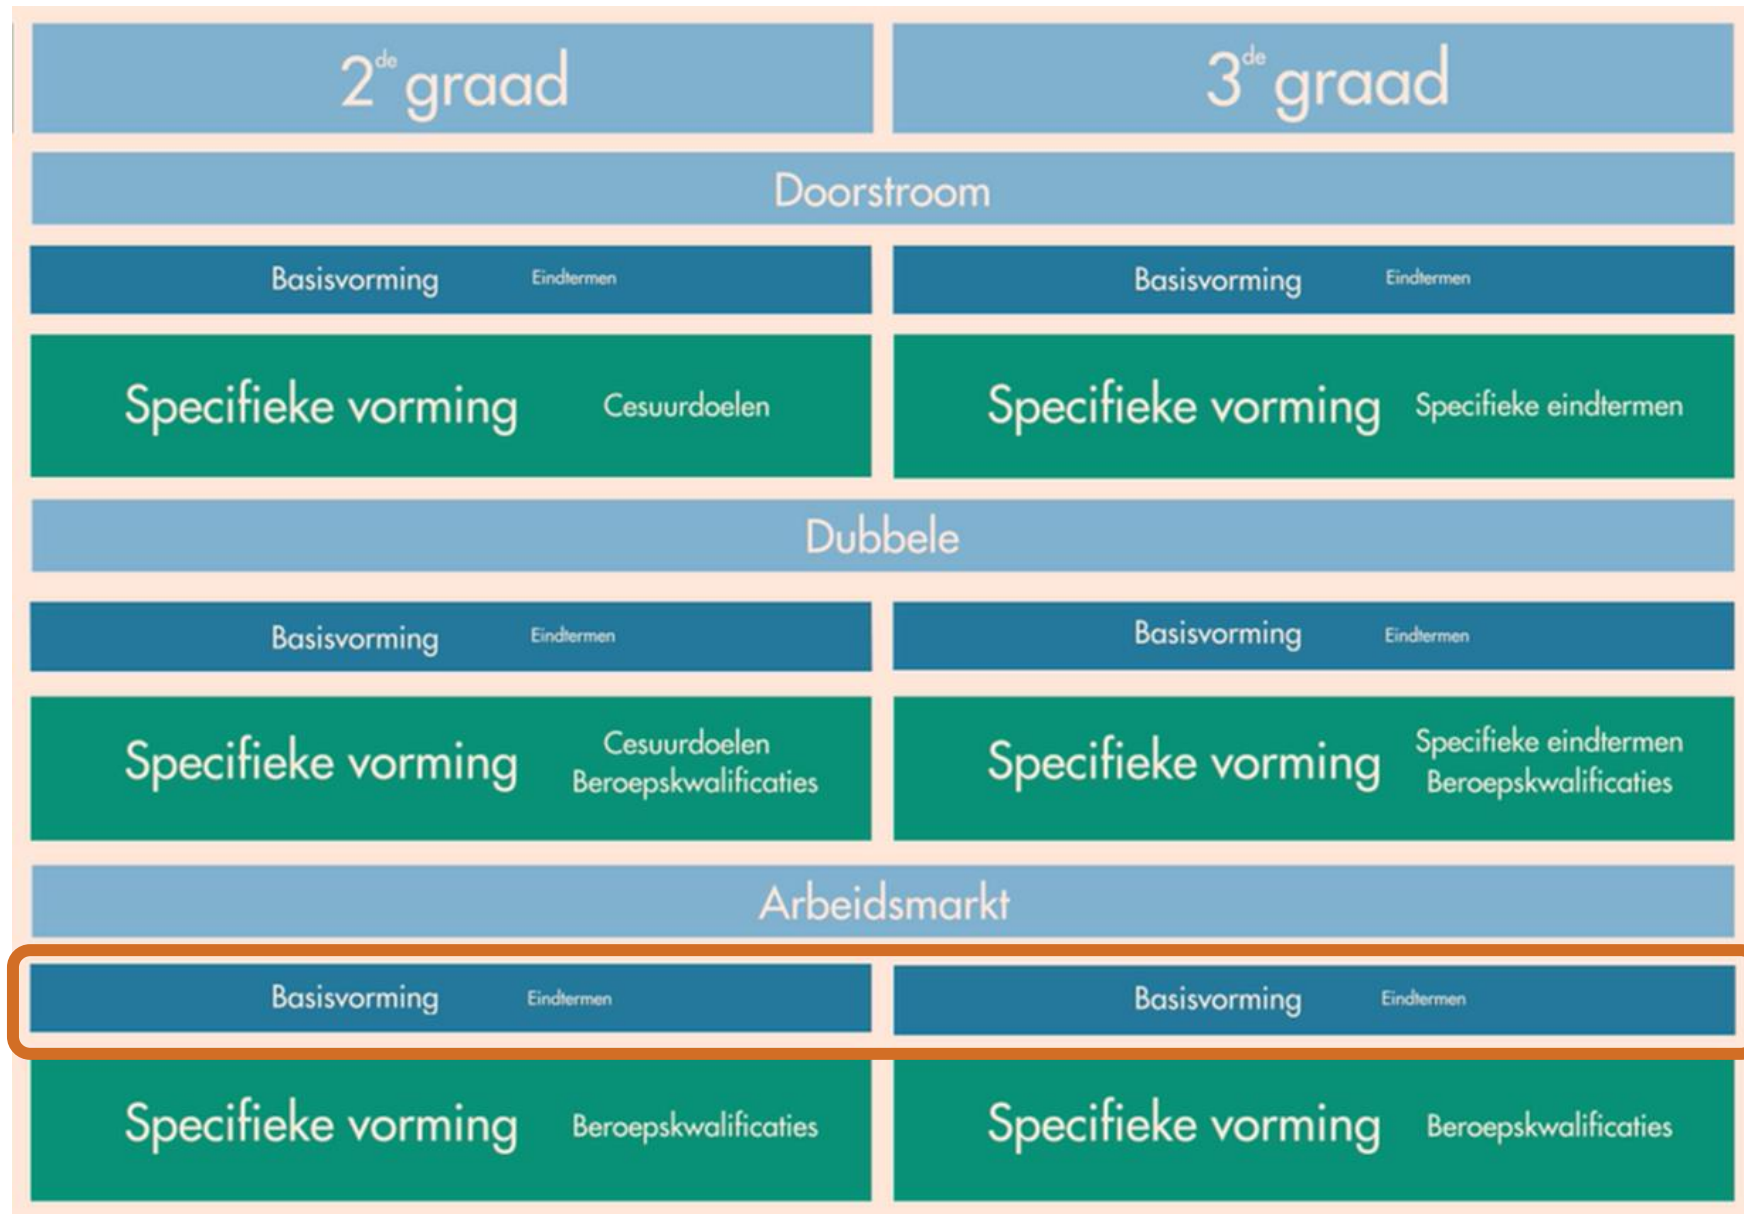 2de graad
3de graad
Doorstroom
Basisvorming Eindtermen
Basisvorming Eindtermen
Specifieke vorming Cesuurdoelen
Specifieke vorming Specifieke eindtermen
Dubbele
Basisvorming Eindtermen
Basisvorming Eindtermen
Specifieke vorming
Cesuurdoelen
Beroepskwalificaties
Specifieke vorming
Specifieke eindtermen
Beroepskwalificaties
Arbeidsmarkt
Basisvorming Eindtermen
Basisvorming Eindtermen
Specifieke vorming Beroepskwalificaties
Specifieke vorming Beroepskwalificaties